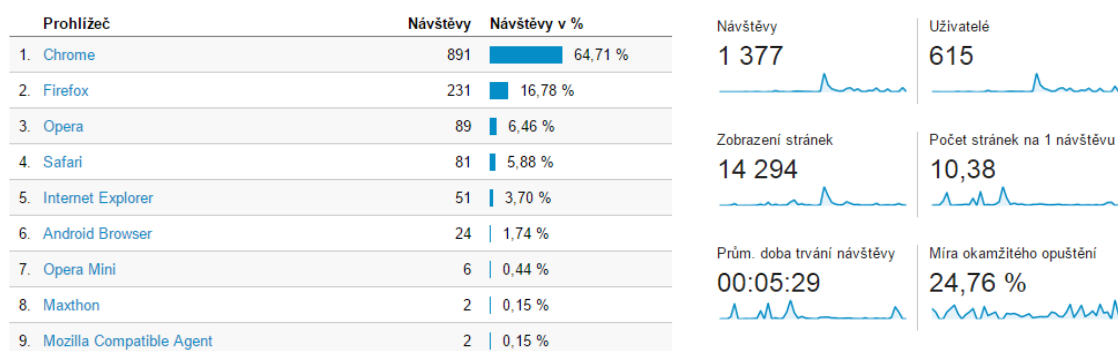 Prohlížeč Návštěvy Návštěvy v %
1. Chrome 891 64,71 %
2. Firefox 231 16,78 %
3. Opera 89 6,46 %
4. Safari 81 5,88 %
5. Internet Explorer 51 3,70 %
6. Android Browser 24 1,74 %
7. Opera Mini 6 0,44 %
8. Maxthon 2 0,15 %
9. Mozilla Compatible Agent 2 0,15 %
Návštěvy Uživatelé
1 377 615
Zobrazení stránek Počet stránek na 1 návštěvu
14 294 10,38
Prům. doba trvání návštěvy Míra okamžitého opuštění
00:05:29 24,76 %